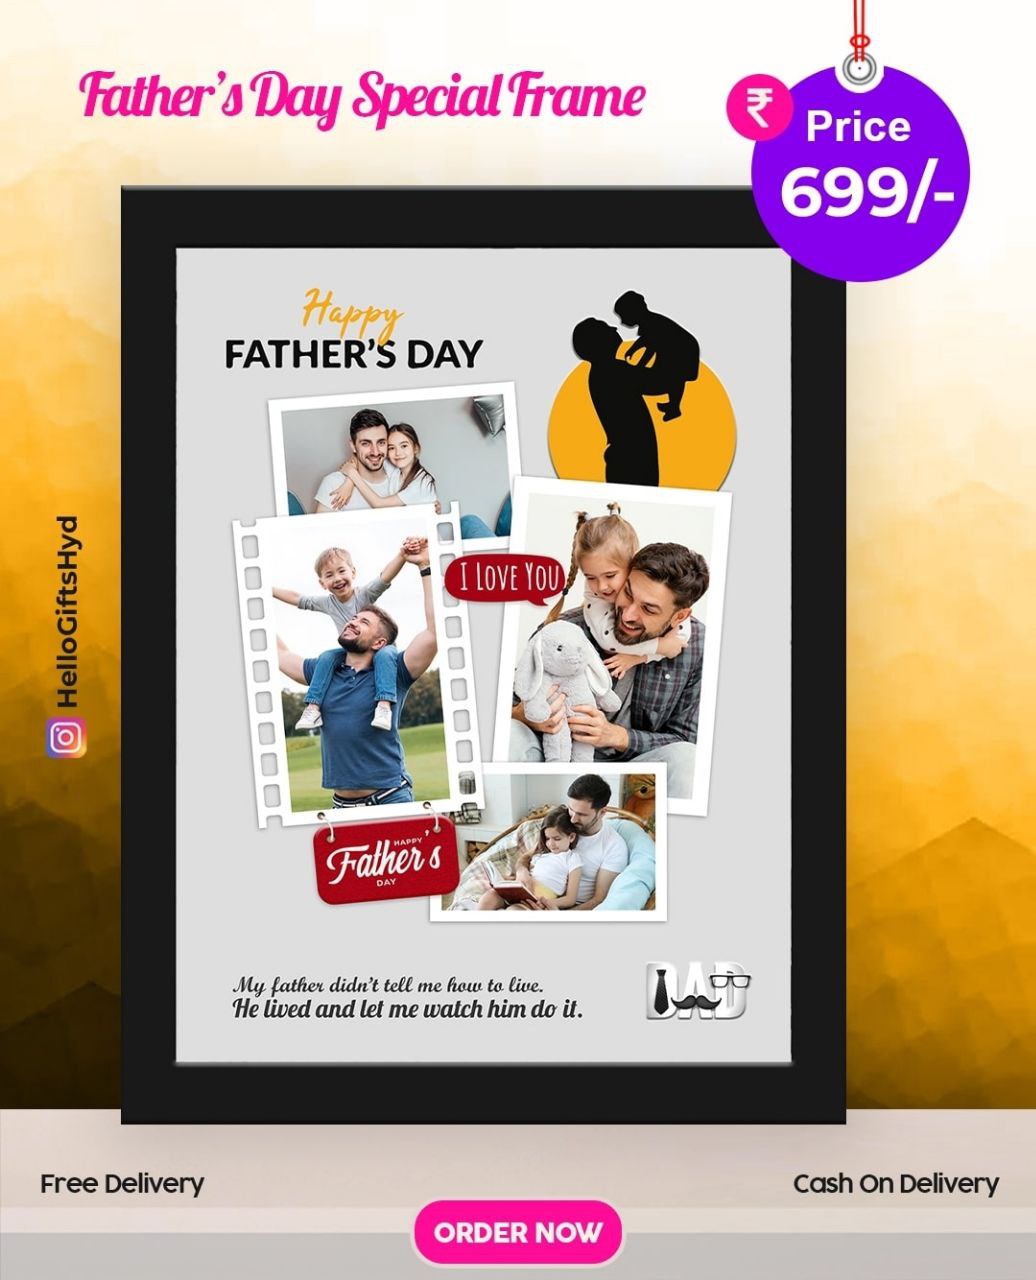 Father's Day Special Frame
₹
Price
699/-
Happy
FATHER'S DAY
I LOVE YOU
HAPPY
Father's
DAY
My father didn't tell me how to live.
He lived and let me watch him do it.
DAD
HelloGiftsHyd
Free Delivery
Cash On Delivery
ORDER NOW